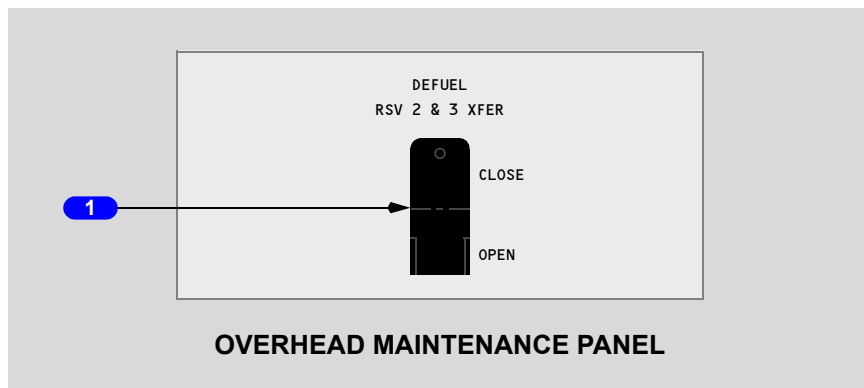 DEFUEL
RSV 2 & 3 XFER
CLOSE
1
OPEN
OVERHEAD MAINTENANCE PANEL